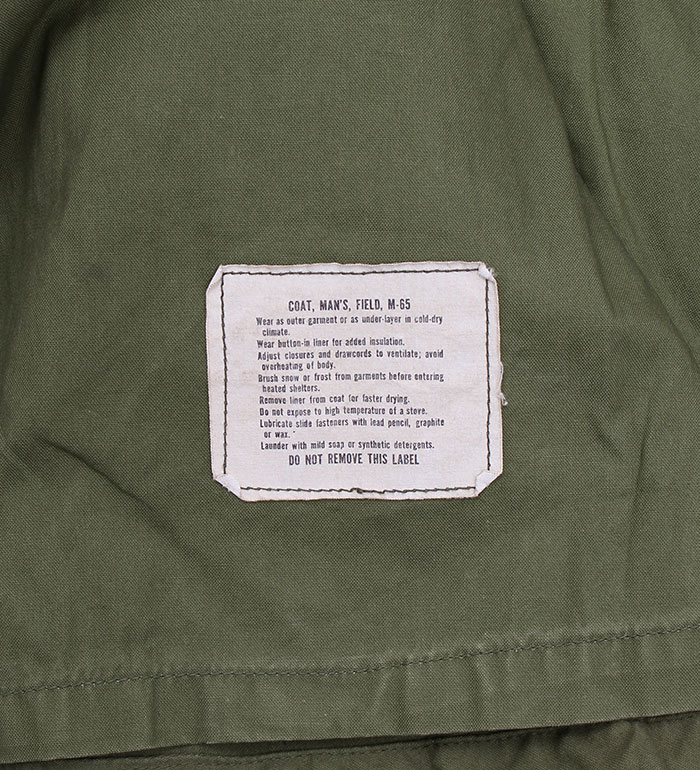 COAT, MAN'S, FIELD, M-65
Wear as outer garment or as under-layer in cold-dry
climate.
Wear button-in liner for added insulation.
Adjust closures and drawcords to ventilate; avoid
overheating of body.
Brush snow or frost from garments before entering
heated shelters.
Remove liner from coat for faster drying.
Do not expose to high temperature of a stove.
Lubricate slide fasteners with lead pencil, graphite
or wax.
Launder with mild soap or synthetic detergents.
DO NOT REMOVE THIS LABEL